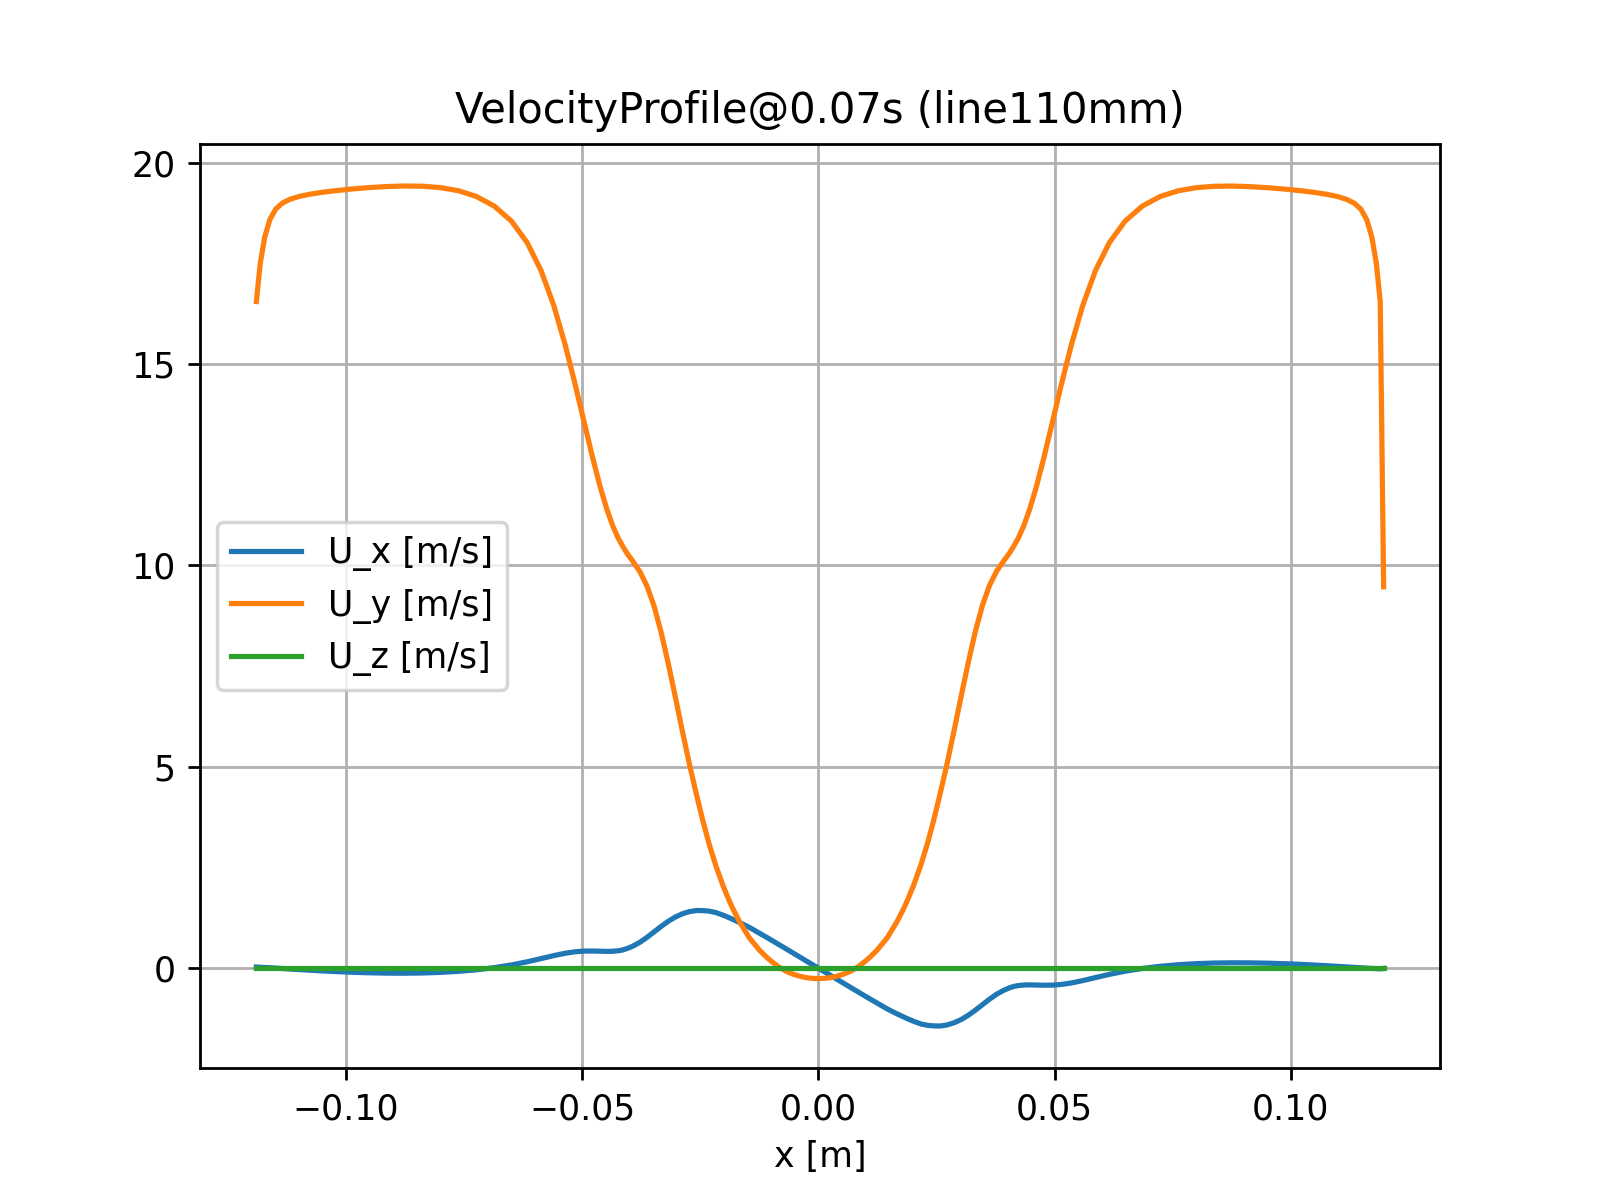 VelocityProfile@0.07s (line110mm)
20
15
10
5
0
U_x [m/s]
U_y [m/s]
U_z [m/s]
−0.10
−0.05
0.00
0.05
0.10
x [m]